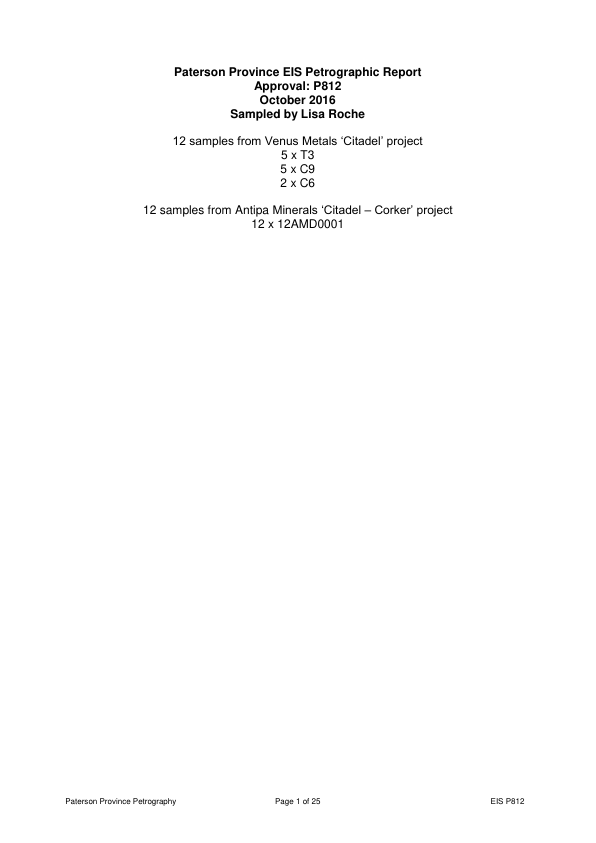 Paterson Province EIS Petrographic Report
Approval: P812
October 2016
Sampled by Lisa Roche
12 samples from Venus Metals ‘Citadel’ project
5 x T3
5 x C9
2 x C6
12 samples from Antipa Minerals ‘Citadel – Corker’ project
12 x 12AMD0001
Paterson Province Petrography Page 1 of 25 EIS P812